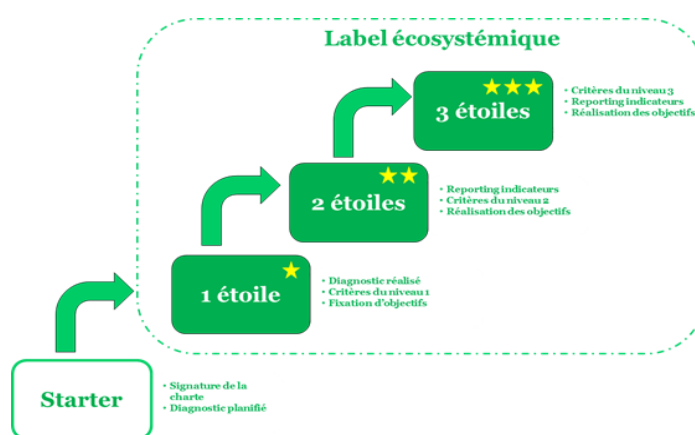 Label écosystémique
3 étoiles
• Critères du niveau 3
• Reporting indicateurs
• Réalisation des objectifs
2 étoiles
• Reporting indicateurs
• Critères du niveau 2
• Réalisation des objectifs
1 étoile
• Diagnostic réalisé
• Critères du niveau 1
• Fixation d'objectifs
Starter
• Signature de la
charte
• Diagnostic planifié